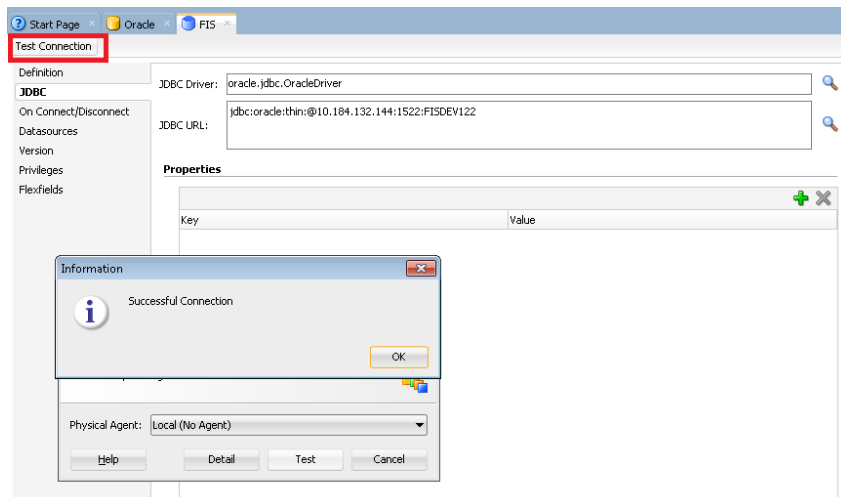 Start Page
Oracle
FIS
Test Connection
Definition
JDBC
On Connect/Disconnect
Datasources
Version
Privileges
Flexfields
JDBC Driver: oracle.jdbc.OracleDriver
JDBC URL: jdbc:oracle:thin:@10.184.132.144:1522:FISDEV122
Properties
Key Value
Information
Successful Connection
OK
Physical Agent: Local (No Agent)
Help Detail Test Cancel